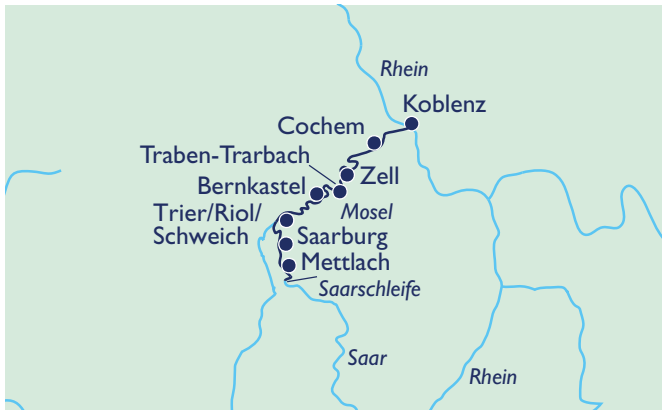 Rhein
Koblenz
Cochem
Traben-Trarbach
Zell
Bernkastel
Mosel
Trier/Riol/
Schweich
Saarburg
Mettlach
Saarschleife
Saar
Rhein